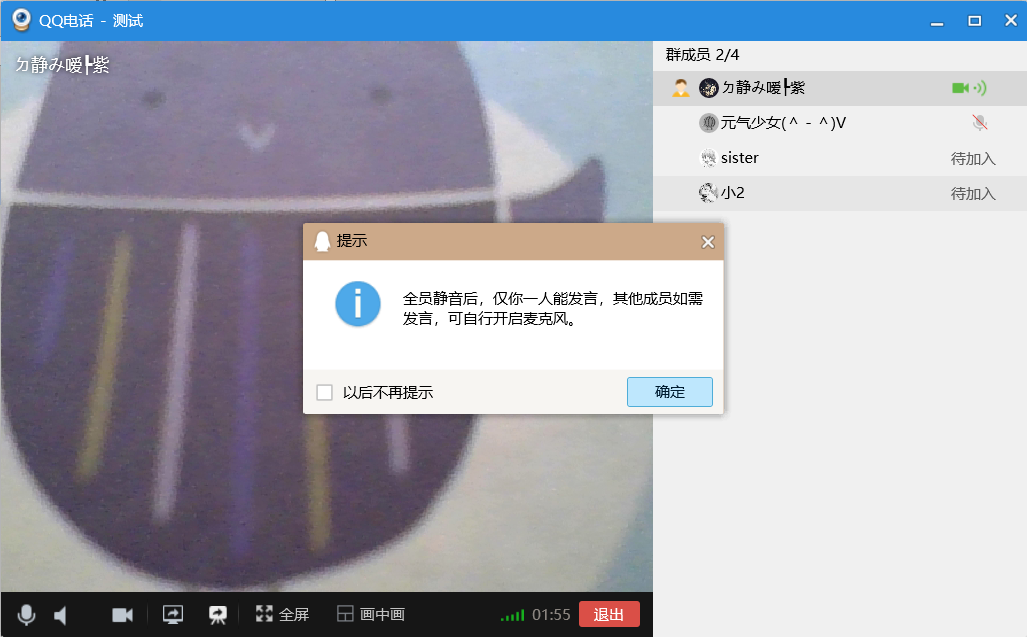 QQ电话 - 测试
ㄉ静み嗳┡紫
群成员 2/4
ㄉ静み嗳┡紫
元气少女(＾－＾)V
sister 待加入
小2 待加入
提示
全员静音后，仅你一人能发言，其他成员如需
发言，可自行开启麦克风。
以后不再提示 确定
全屏 画中画 01:55 退出